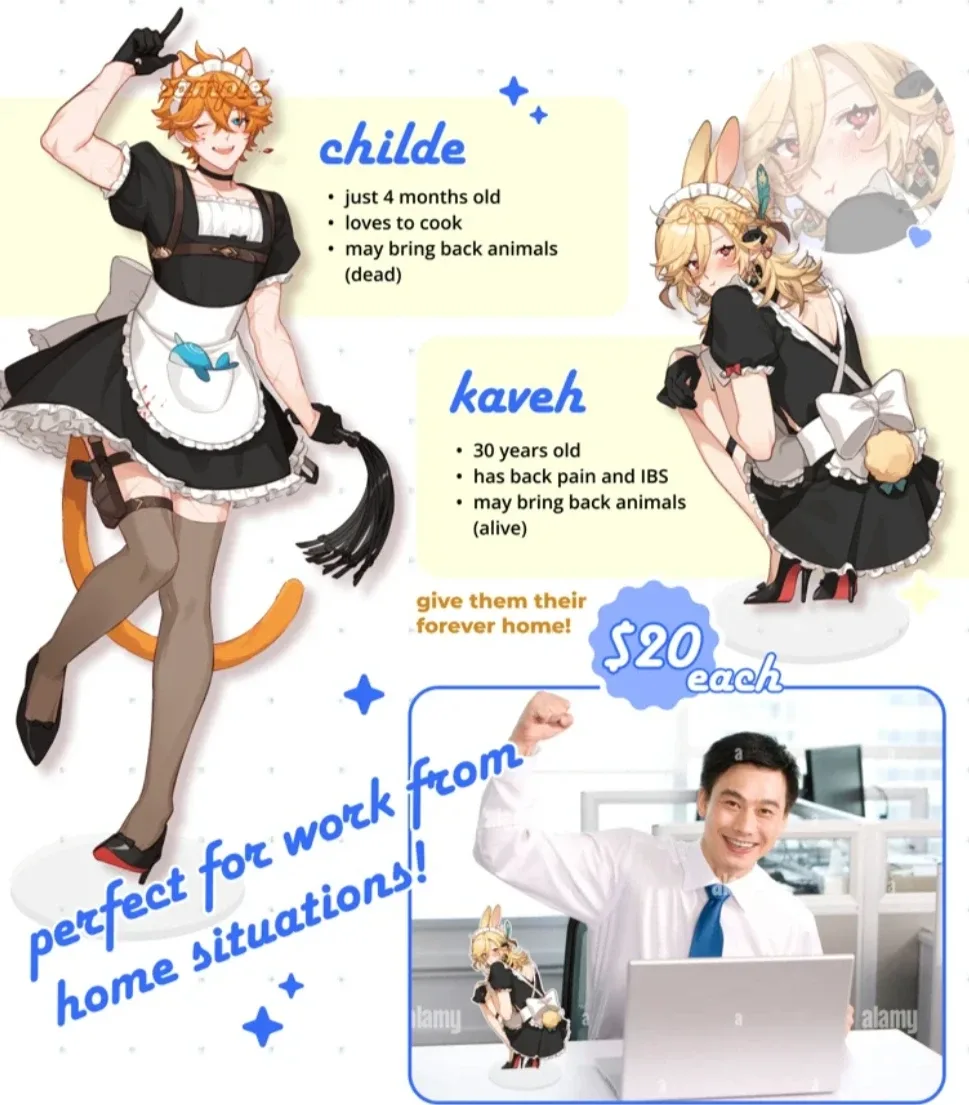 sample
childe
• just 4 months old
• loves to cook
• may bring back animals
(dead)
kaveh
• 30 years old
• has back pain and IBS
• may bring back animals
(alive)
give them their
forever home!
$20
each
perfect for work from
home situations!
a
a
alamy
a
alamy
a